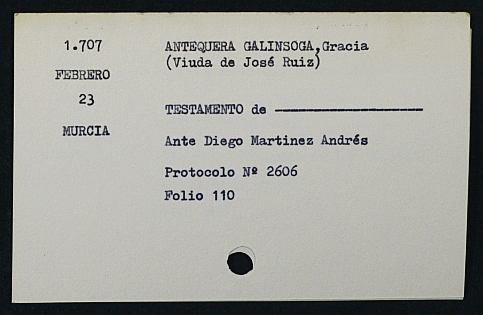 1.707
FEBRERO
23
MURCIA
ANTEQUERA GALINSOGA,Gracia
(Viuda de José Ruiz)
TESTAMENTO de ---------------------
Ante Diego Martinez Andrés
Protocolo Nº 2606
Folio 110